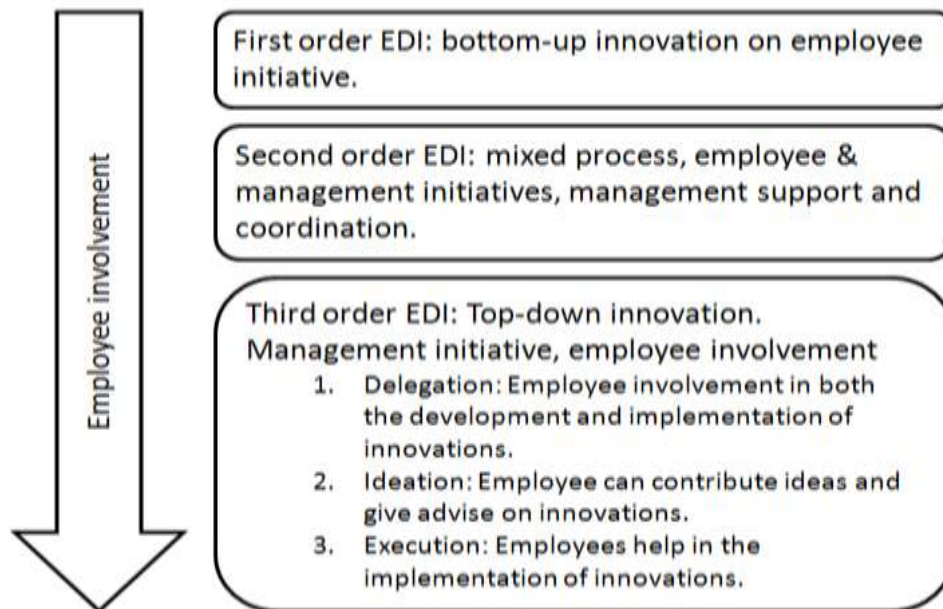 Employee involvement
First order EDI: bottom-up innovation on employee
initiative.
Second order EDI: mixed process, employee &
management initiatives, management support and
coordination.
Third order EDI: Top-down innovation.
Management initiative, employee involvement
1. Delegation: Employee involvement in both
the development and implementation of
innovations.
2. Ideation: Employee can contribute ideas and
give advise on innovations.
3. Execution: Employees help in the
implementation of innovations.